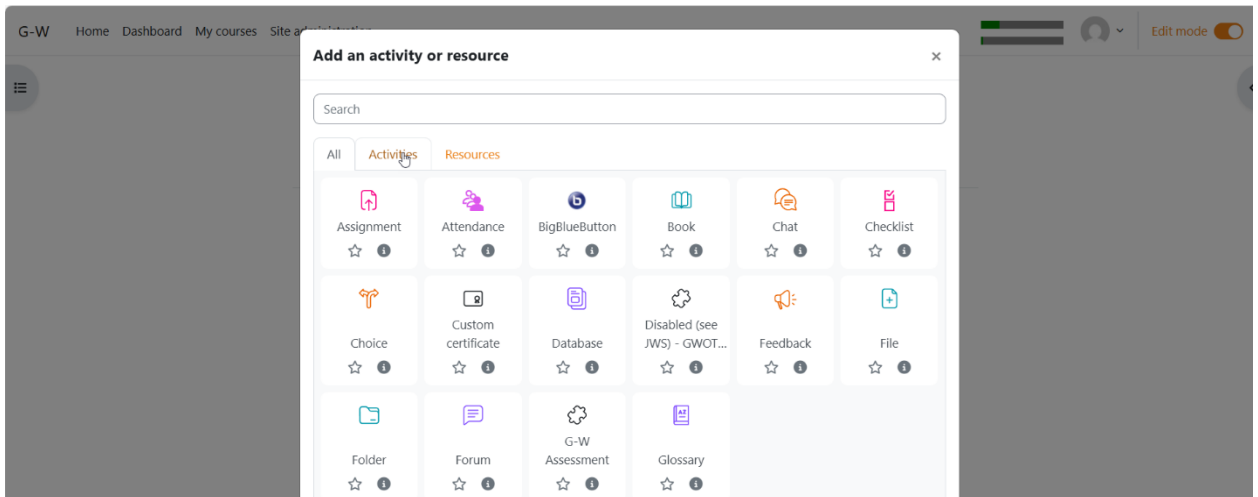 G-W Home Dashboard My courses Site administration Edit mode
Add an activity or resource
Search
All Activities Resources
Assignment Attendance BigBlueButton Book Chat Checklist
Choice Custom certificate Database Disabled (see JWS) - GWOT... Feedback File
Folder Forum G-W Assessment Glossary